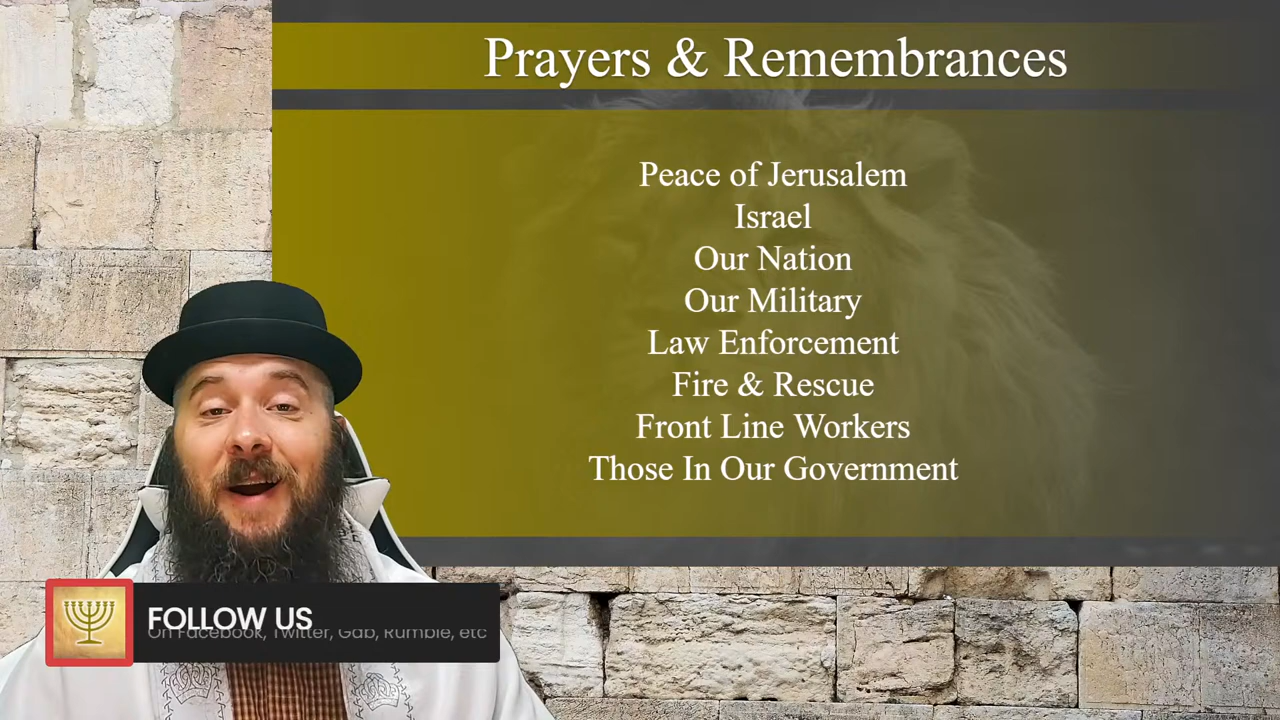 Prayers & Remembrances
Peace of Jerusalem
Israel
Our Nation
Our Military
Law Enforcement
Fire & Rescue
Front Line Workers
Those In Our Government
FOLLOW US
On Facebook, Twitter, Gab, Rumble, etc